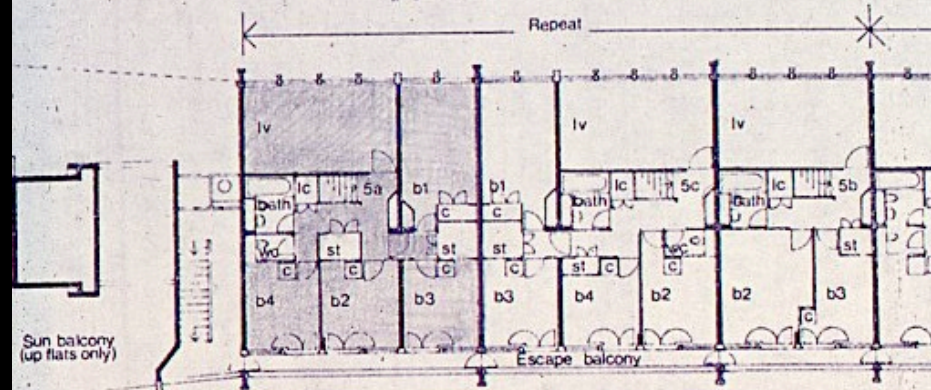 Repeat
lv
lv
lv
lc
5a
b1
b1
lc
5c
lc
5b
bath
bath
bath
c
c
wc
st
st
st
st
wc
st
c
c
c
c
c
c
c
b4
b2
b3
b3
b4
b2
b2
b3
Sun balcony
(up flats only)
Escape balcony